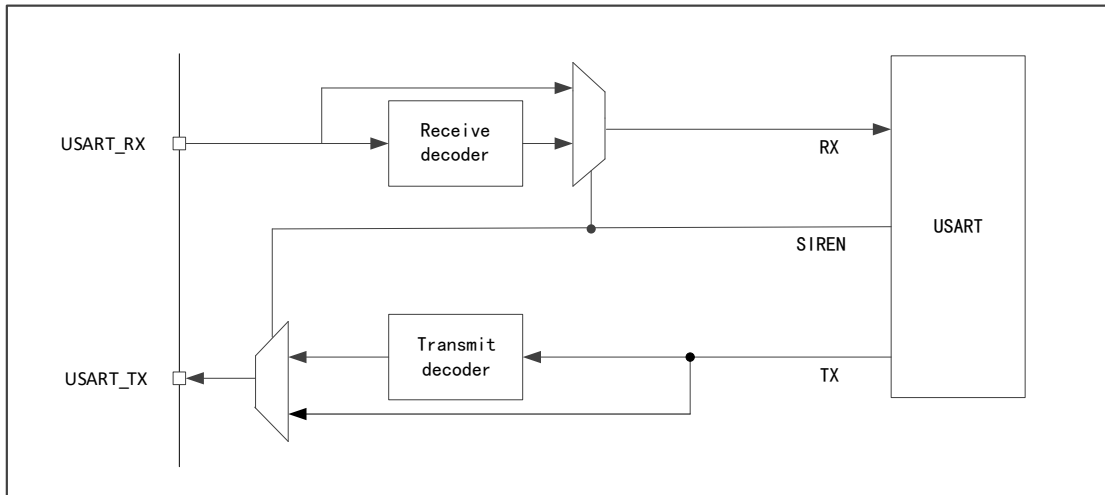 USART_RX
Receive
decoder
RX
SIREN
USART
USART_TX
Transmit
decoder
TX